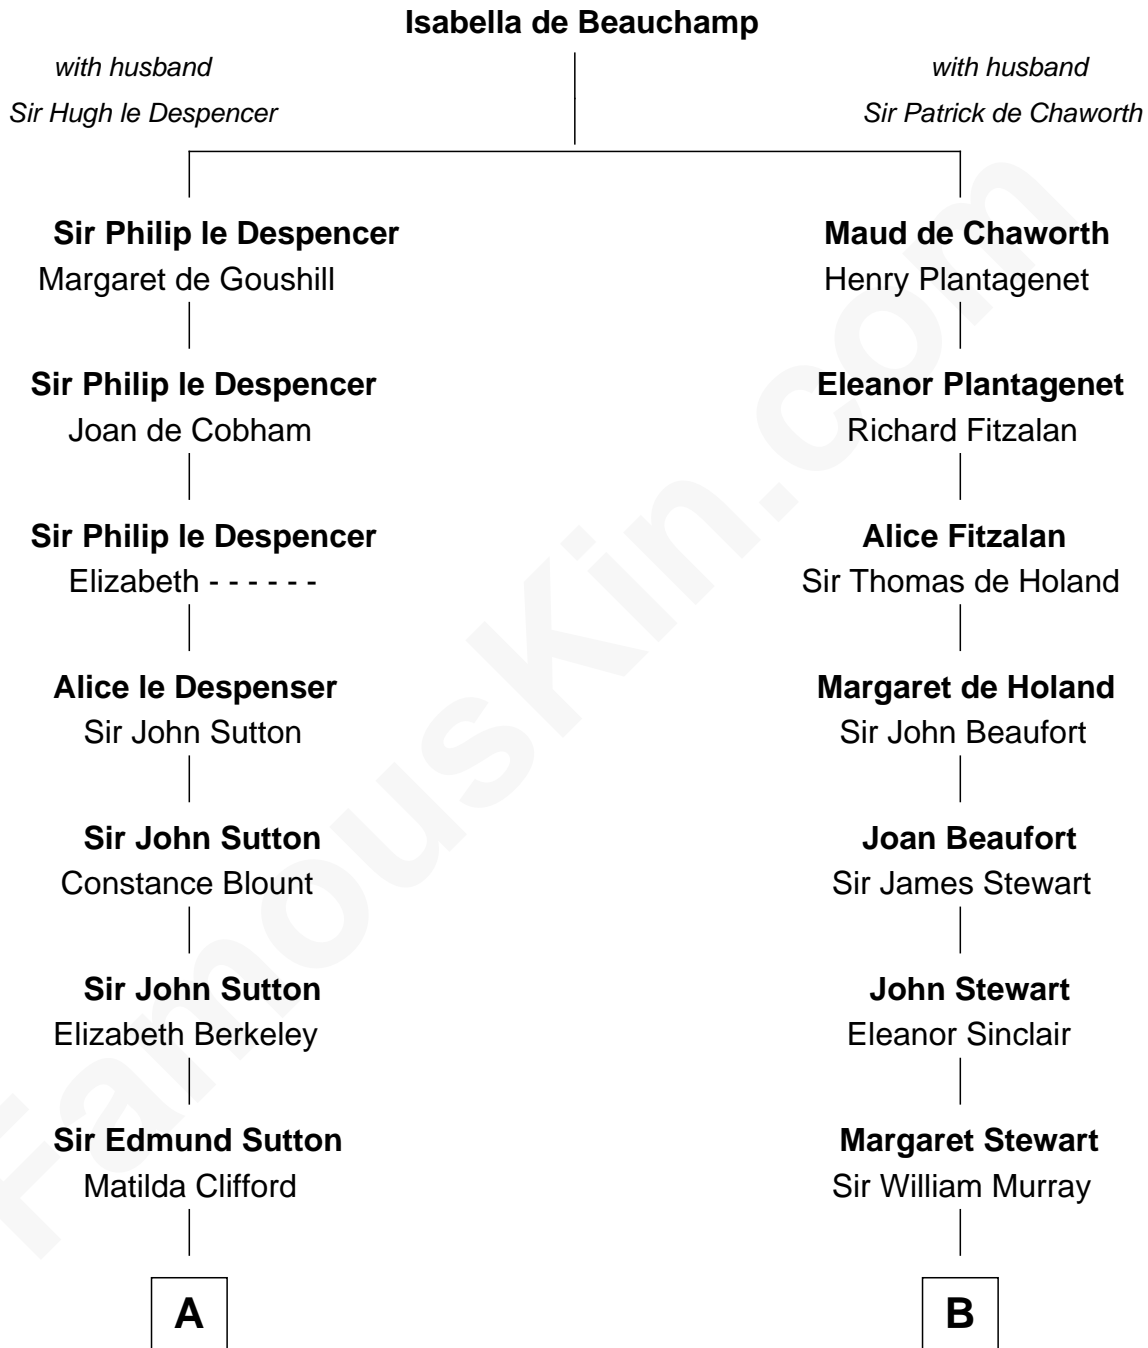 Isabella de Beauchamp
with husband
Sir Hugh le Despencer
with husband
Sir Patrick de Chaworth
Sir Philip le Despencer
Margaret de Goushill
Maud de Chaworth
Henry Plantagenet
Sir Philip le Despencer
Joan de Cobham
Eleanor Plantagenet
Richard Fitzalan
Sir Philip le Despencer
Elizabeth - - - - - -
Alice Fitzalan
Sir Thomas de Holand
Alice le Despenser
Sir John Sutton
Margaret de Holand
Sir John Beaufort
Sir John Sutton
Constance Blount
Joan Beaufort
Sir James Stewart
Sir John Sutton
Elizabeth Berkeley
John Stewart
Eleanor Sinclair
Sir Edmund Sutton
Matilda Clifford
Margaret Stewart
Sir William Murray
A
B
FamousKin.com